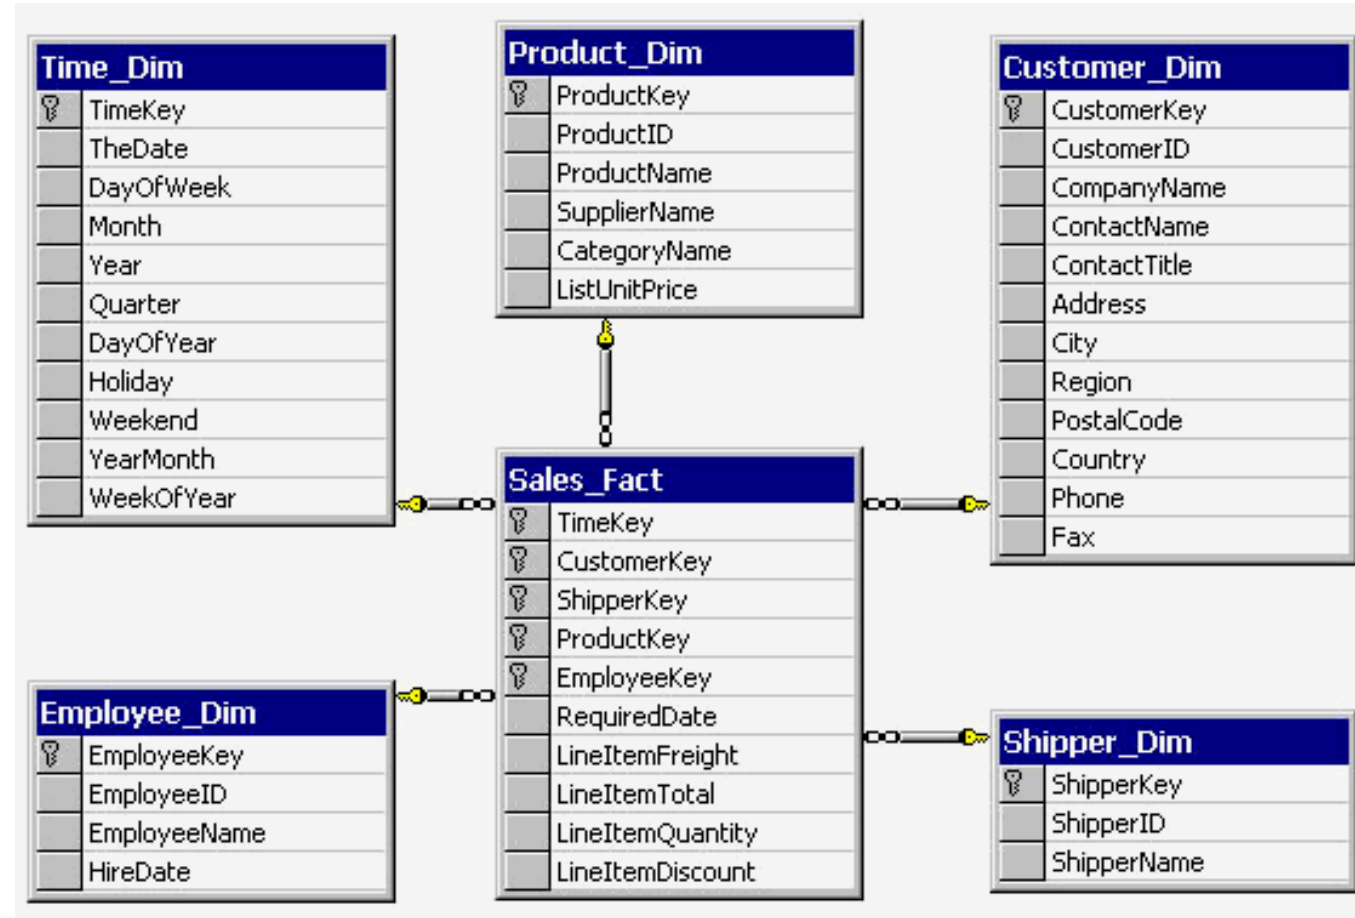 Time_Dim
TimeKey
TheDate
DayOfWeek
Month
Year
Quarter
DayOfYear
Holiday
Weekend
YearMonth
WeekOfYear
Product_Dim
ProductKey
ProductID
ProductName
SupplierName
CategoryName
ListUnitPrice
Customer_Dim
CustomerKey
CustomerID
CompanyName
ContactName
ContactTitle
Address
City
Region
PostalCode
Country
Phone
Fax
Sales_Fact
TimeKey
CustomerKey
ShipperKey
ProductKey
EmployeeKey
RequiredDate
LineItemFreight
LineItemTotal
LineItemQuantity
LineItemDiscount
Employee_Dim
EmployeeKey
EmployeeID
EmployeeName
HireDate
Shipper_Dim
ShipperKey
ShipperID
ShipperName